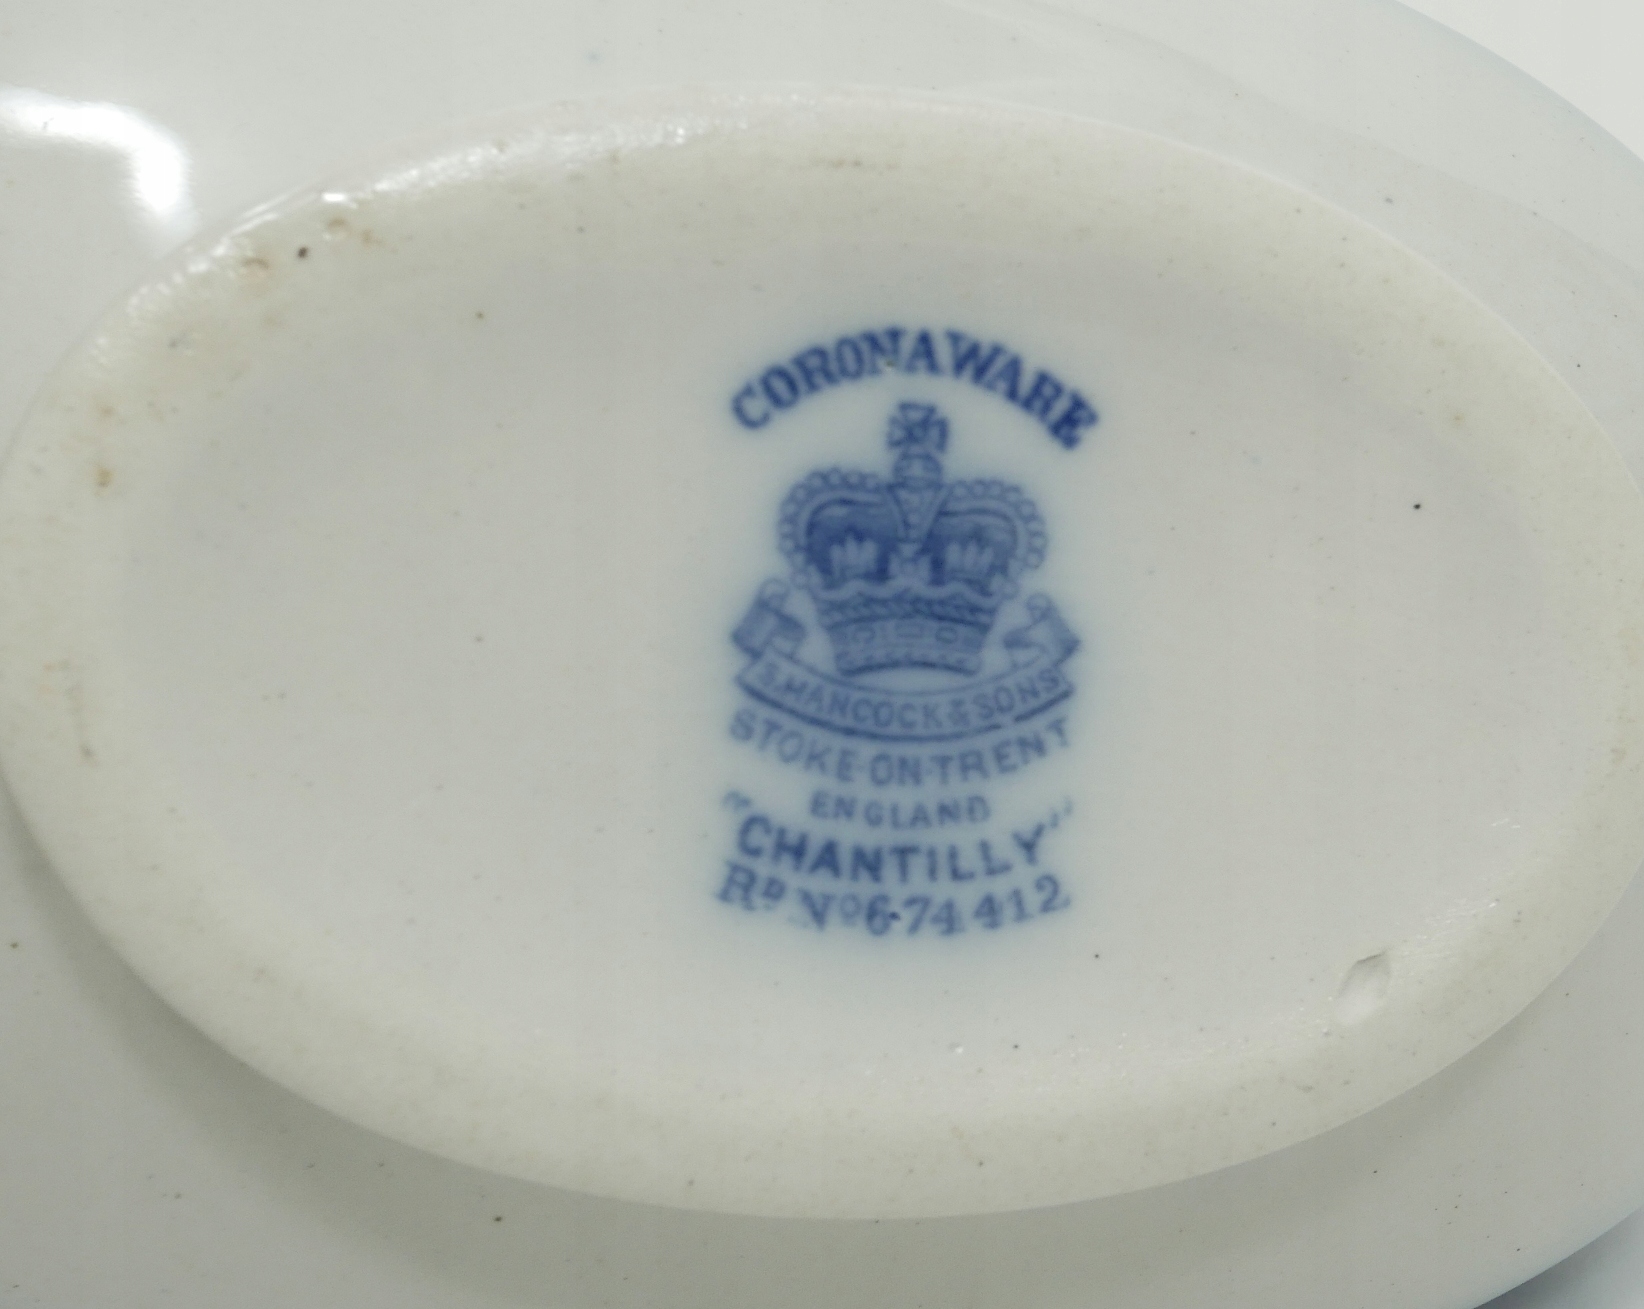 CORONAWARE
S. HANCOCK & SONS
STOKE-ON-TRENT
ENGLAND
"CHANTILLY"
Rᴰ Nº 674412